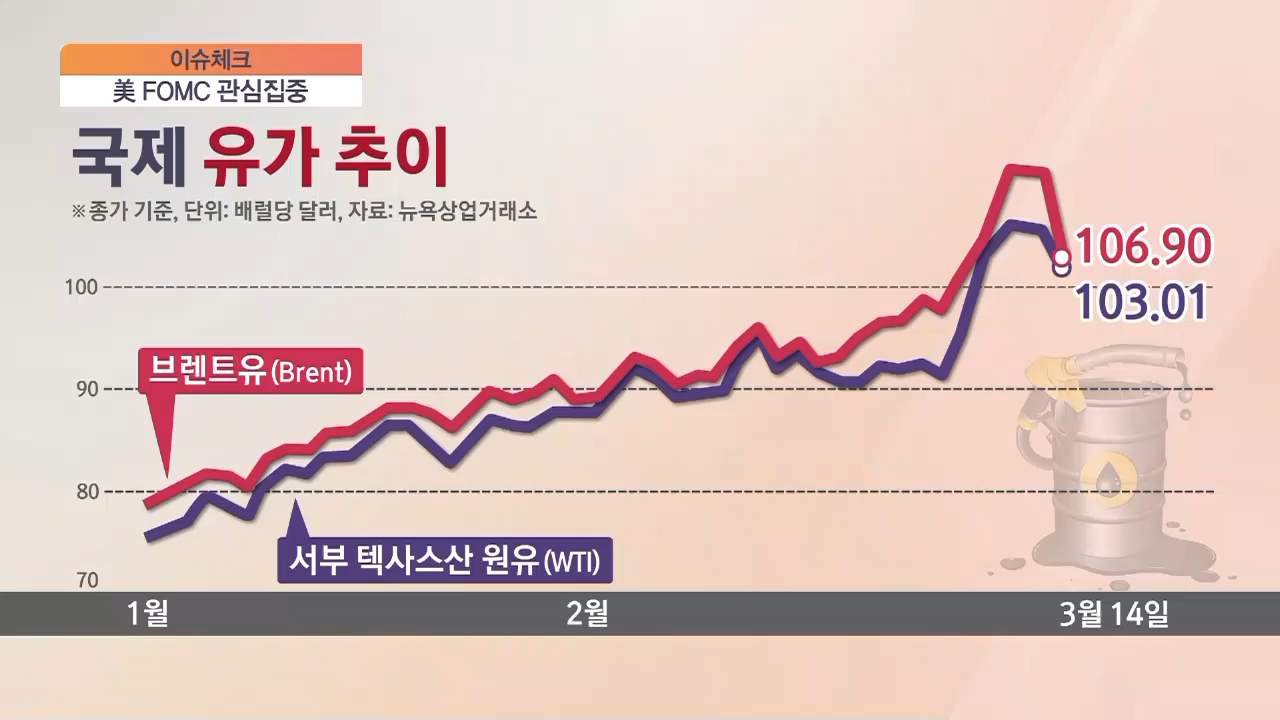 이슈체크
美 FOMC 관심집중
국제 유가 추이
※종가 기준, 단위: 배럴당 달러, 자료: 뉴욕상업거래소
106.90
103.01
100
브렌트유(Brent)
90
80
서부 텍사스산 원유(WTI)
70
1월 2월 3월 14일